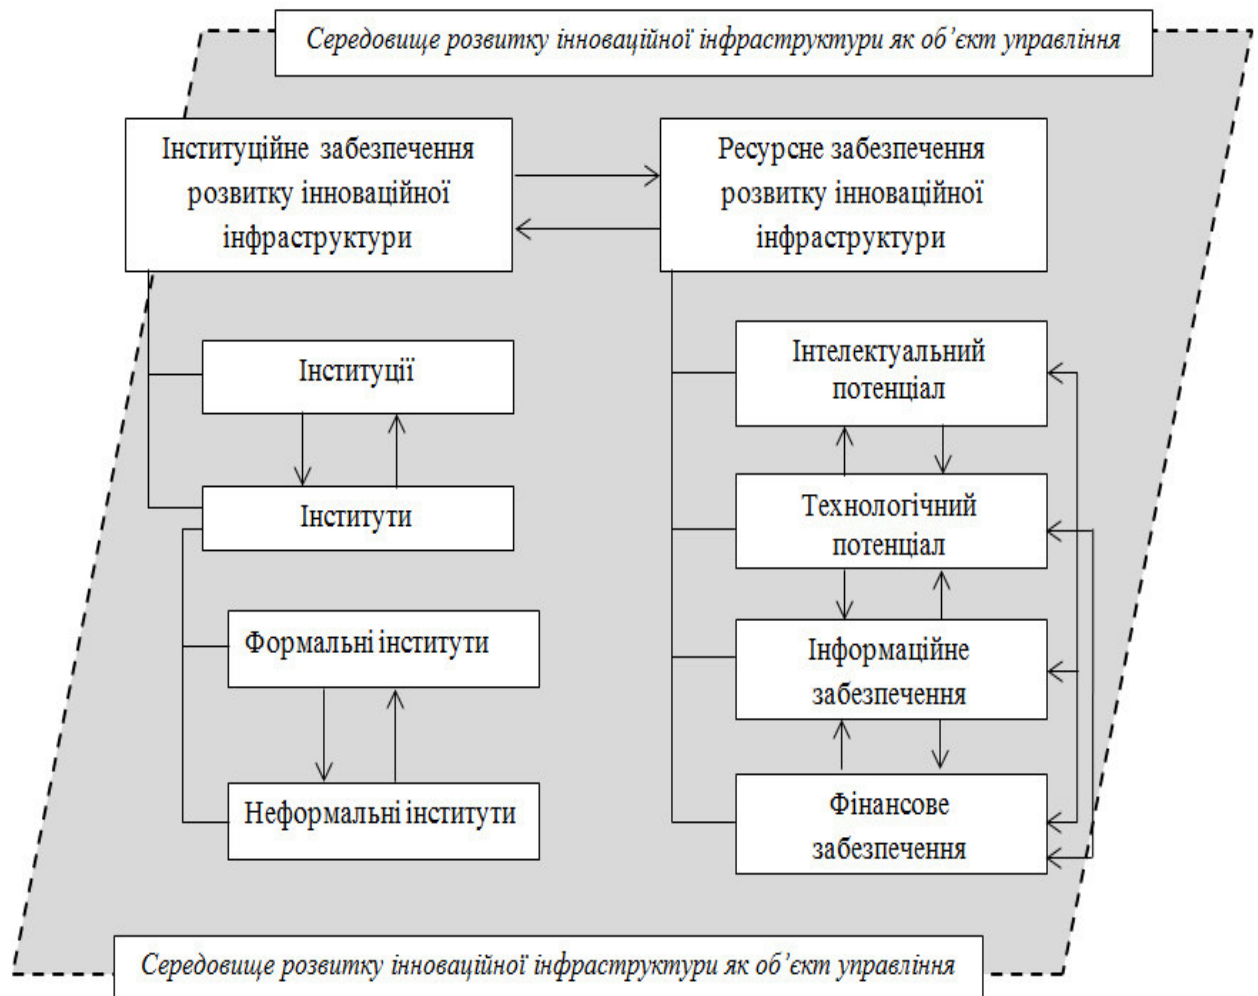 Середовище розвитку інноваційної інфраструктури як об’єкт управління
Інституційне забезпечення
розвитку інноваційної
інфраструктури
Ресурсне забезпечення
розвитку інноваційної
інфраструктури
Інституції
Інститути
Формальні інститути
Неформальні інститути
Інтелектуальний
потенціал
Технологічний
потенціал
Інформаційне
забезпечення
Фінансове
забезпечення
Середовище розвитку інноваційної інфраструктури як об’єкт управління